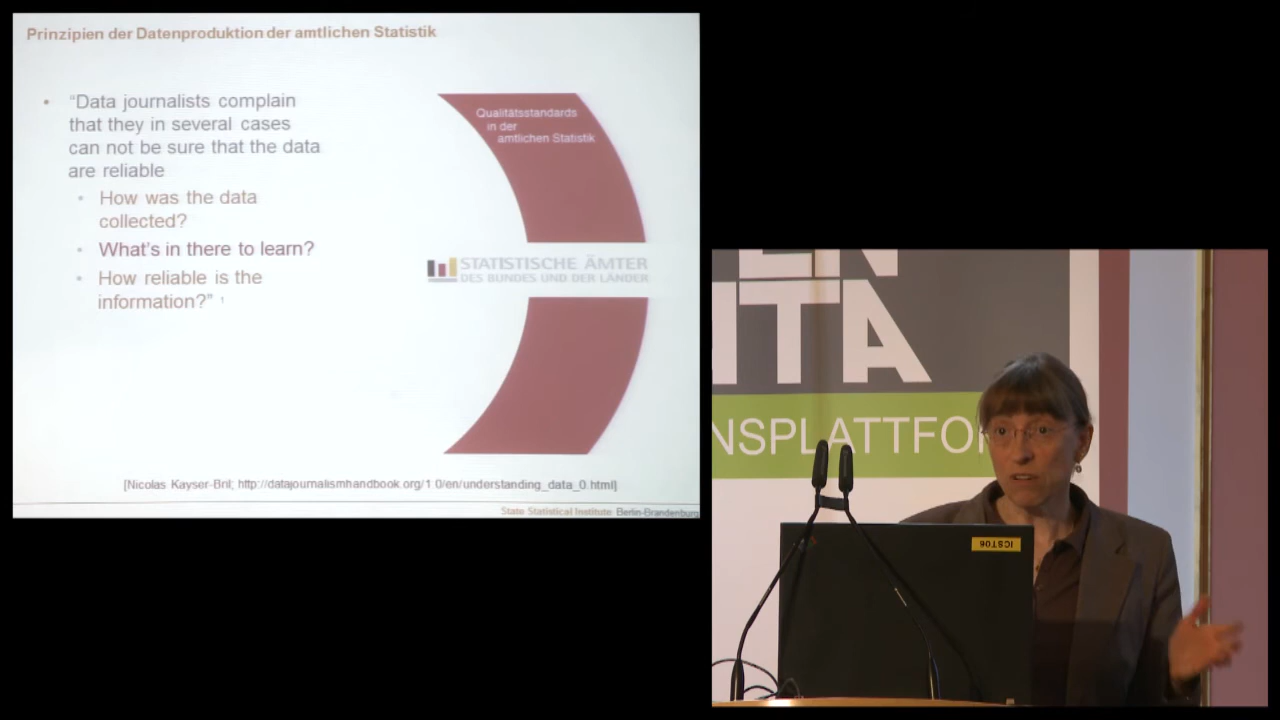 Prinzipien der Datenproduktion der amtlichen Statistik
• “Data journalists complain
that they in several cases
can not be sure that the data
are reliable
• How was the data
collected?
• What’s in there to learn?
• How reliable is the
information?” ¹
Qualitätsstandards
in der
amtlichen Statistik
STATISTISCHE ÄMTER
DES BUNDES UND DER LÄNDER
[Nicolas Kayser-Bril; http://datajournalismhandbook.org/1 0/en/understanding_data_0.html]
State Statistical Institute Berlin-Brandenburg
EN
ITA
NSPLATTFO
ICST06